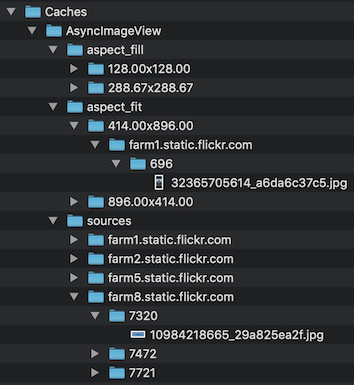 Caches
AsyncImageView
aspect_fill
128.00x128.00
288.67x288.67
aspect_fit
414.00x896.00
farm1.static.flickr.com
696
32365705614_a6da6c37c5.jpg
896.00x414.00
sources
farm1.static.flickr.com
farm2.static.flickr.com
farm5.static.flickr.com
farm8.static.flickr.com
7320
10984218665_29a825ea2f.jpg
7472
7721